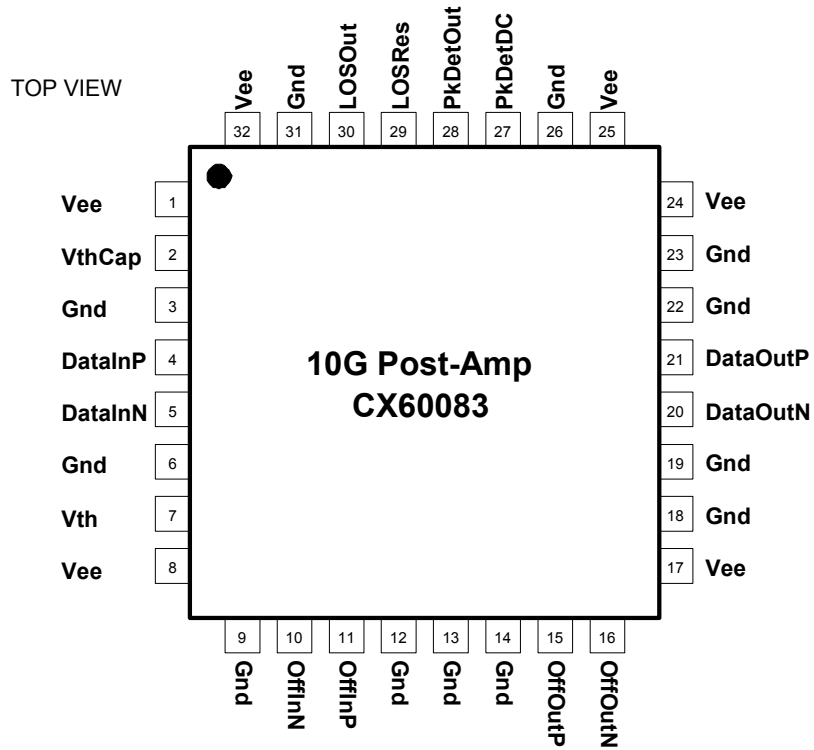 TOP VIEW
Vee
Gnd
LOSOut
LOSRes
PkDetOut
PkDetDC
Gnd
Vee
32
31
30
29
28
27
26
25
Vee 1
VthCap 2
Gnd 3
DataInP 4
DataInN 5
Gnd 6
Vth 7
Vee 8
10G Post-Amp
CX60083
24 Vee
23 Gnd
22 Gnd
21 DataOutP
20 DataOutN
19 Gnd
18 Gnd
17 Vee
9
10
11
12
13
14
15
16
Gnd
OffInN
OffInP
Gnd
Gnd
Gnd
OffOutP
OffOutN